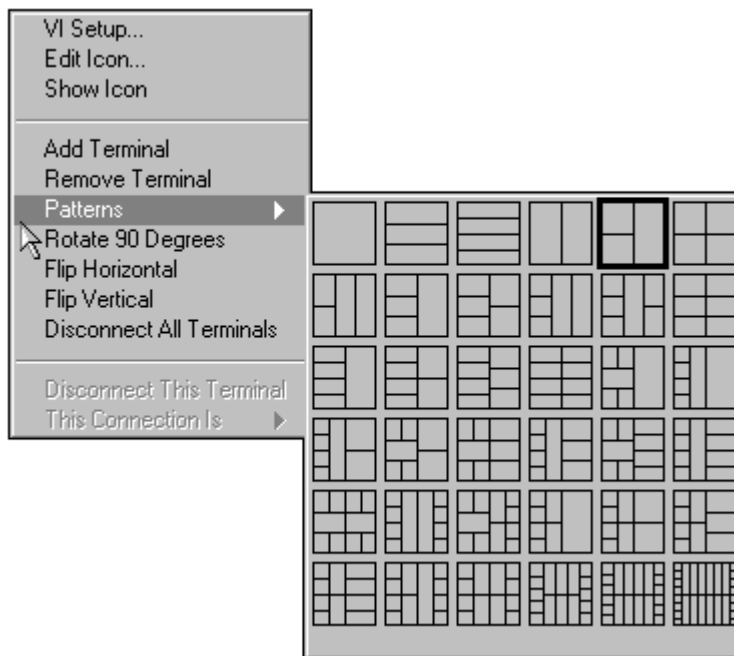 VI Setup...
Edit Icon...
Show Icon
Add Terminal
Remove Terminal
Patterns
Rotate 90 Degrees
Flip Horizontal
Flip Vertical
Disconnect All Terminals
Disconnect This Terminal
This Connection Is